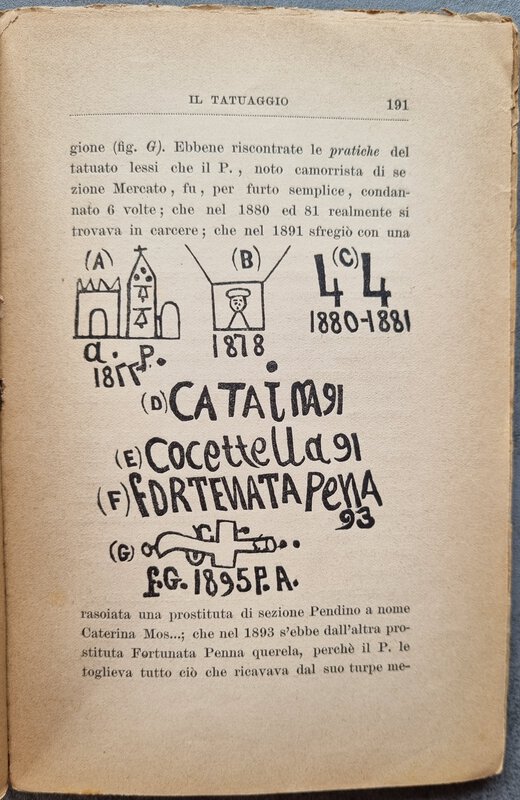 IL TATUAGGIO 191
gione (fig. G). Ebbene riscontrate le pratiche del
tatuato lessi che il P., noto camorrista di se
zione Mercato, fu, per furto semplice, condan-
nato 6 volte; che nel 1880 ed 81 realmente si
trovava in carcere; che nel 1891 sfregiò con una
(A) (B) (C)
44
a. P. 1878 1880-1881
1877
(D) CATAiM91
(E) Cocettella91
(F) FORTENATA PeNA
93
(G)
f.G. 1895 P. A.
rasoiata una prostituta di sezione Pendino a nome
Caterina Mos...; che nel 1893 s'ebbe dall'altra pro-
stituta Fortunata Penna querela, perchè il P. le
toglieva tutto ciò che ricavava dal suo turpe me-